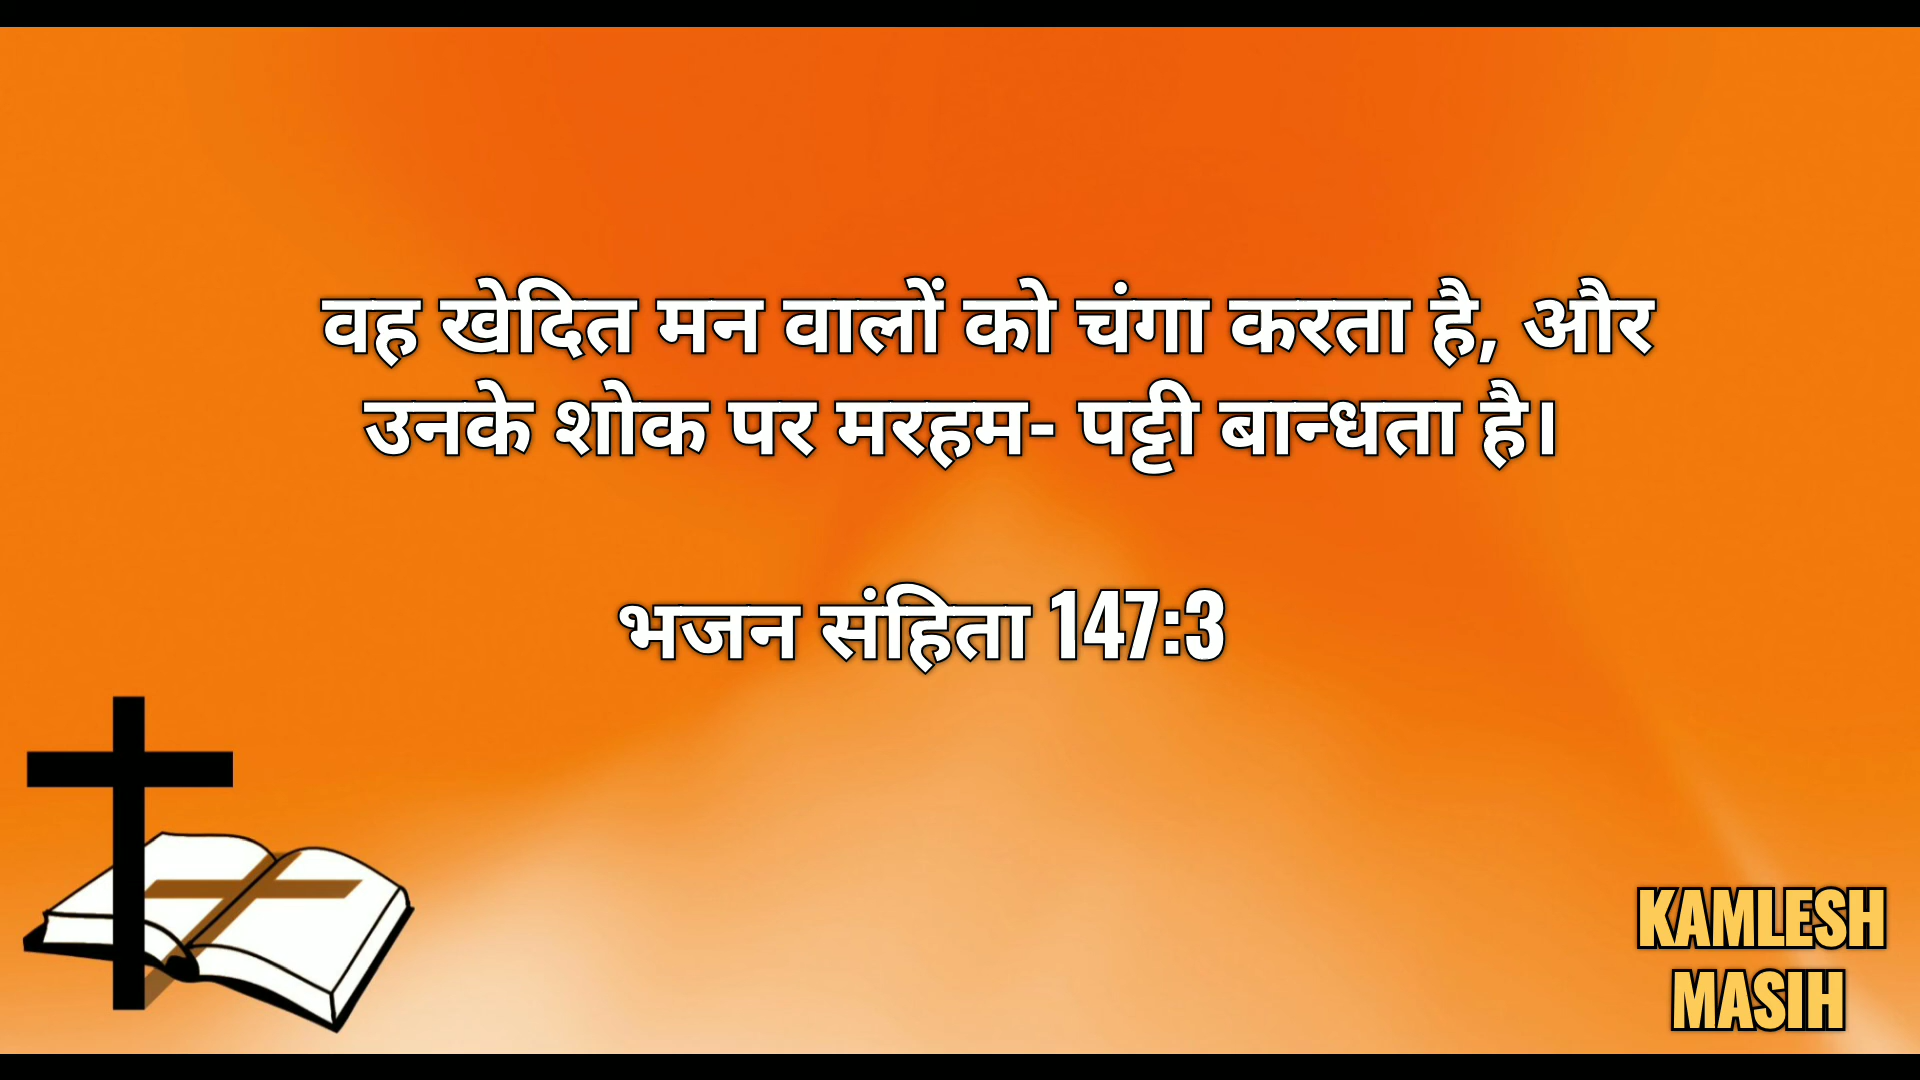 वह खेदित मन वालों को चंगा करता है, और
उनके शोक पर मरहम- पट्टी बान्धता है।
भजन संहिता 147:3
KAMLESH
MASIH